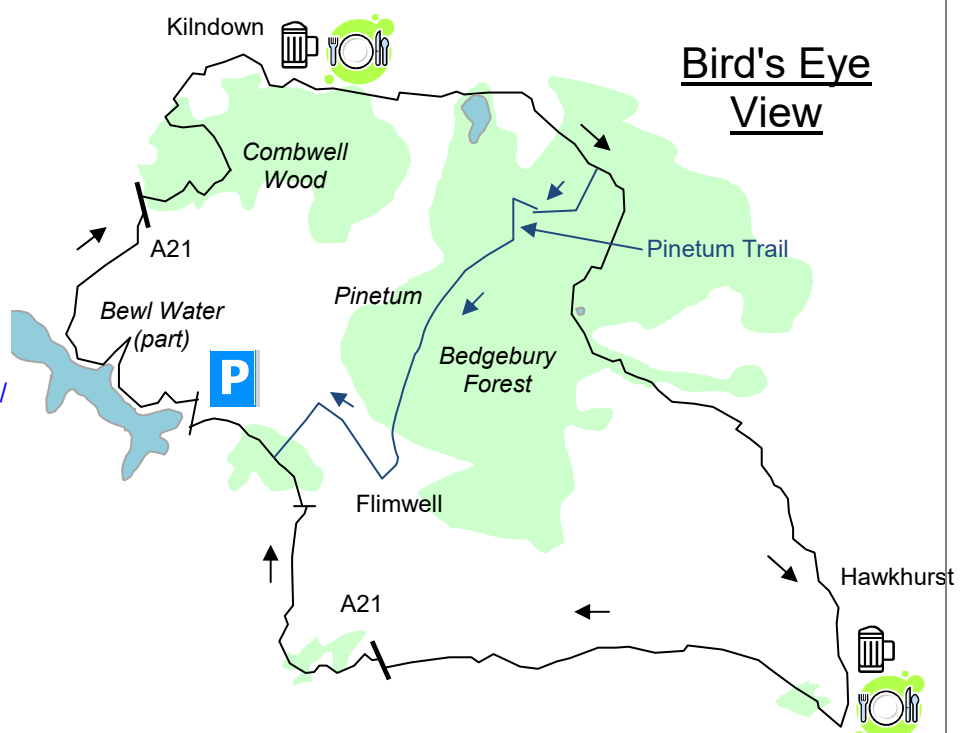 Kilndown
Bird's Eye
View
Combwell
Wood
A21
Pinetum Trail
Bewl Water
(part)
Pinetum
P
Bedgebury
Forest
/
Flimwell
Hawkhurst
A21